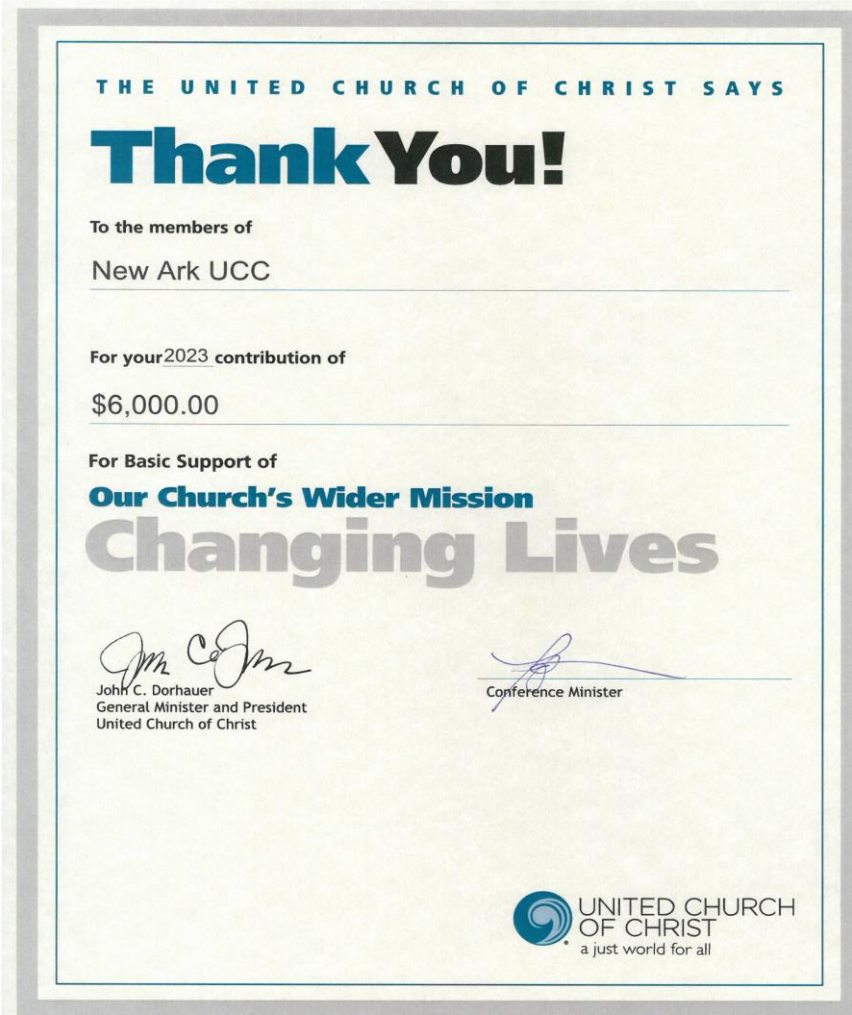 THE UNITED CHURCH OF CHRIST SAYS
Thank You!
To the members of
New Ark UCC
For your 2023 contribution of
$6,000.00
For Basic Support of
Our Church's Wider Mission
Changing Lives
John C. Dorhauer
General Minister and President
United Church of Christ
Conference Minister
UNITED CHURCH
OF CHRIST
a just world for all